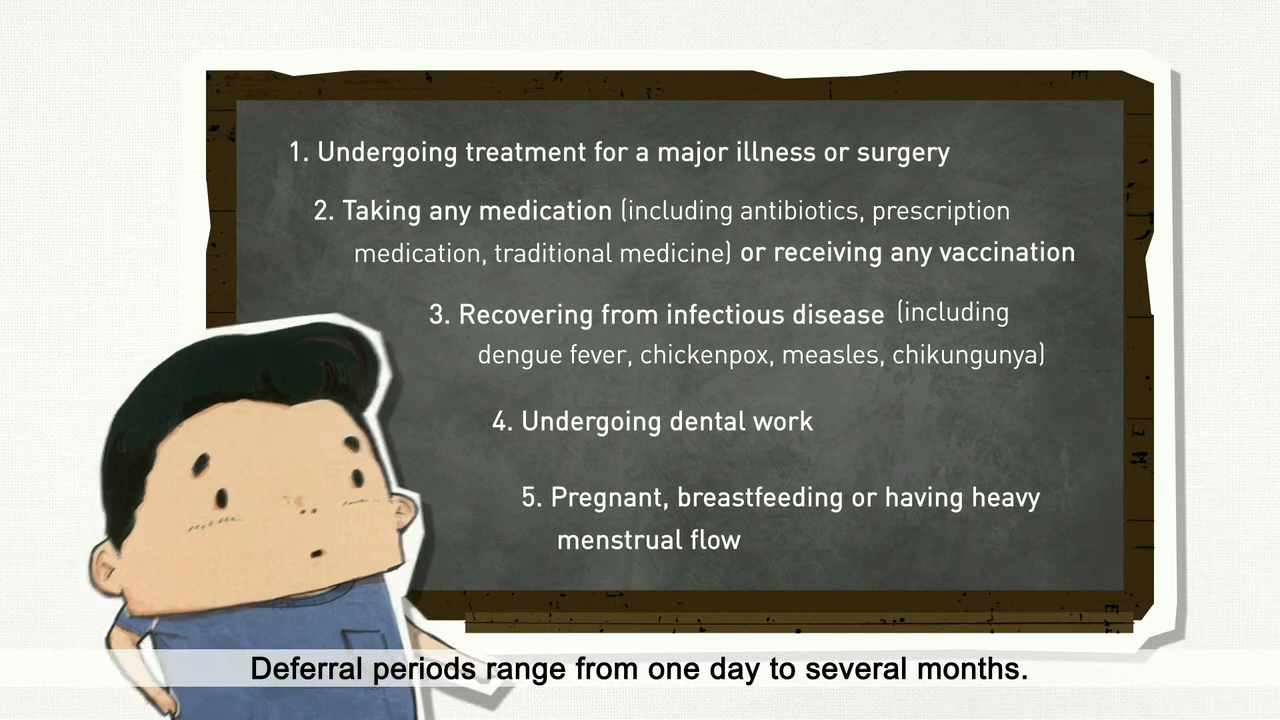 1. Undergoing treatment for a major illness or surgery
2. Taking any medication (including antibiotics, prescription
medication, traditional medicine) or receiving any vaccination
3. Recovering from infectious disease (including
dengue fever, chickenpox, measles, chikungunya)
4. Undergoing dental work
5. Pregnant, breastfeeding or having heavy
menstrual flow
Deferral periods range from one day to several months.